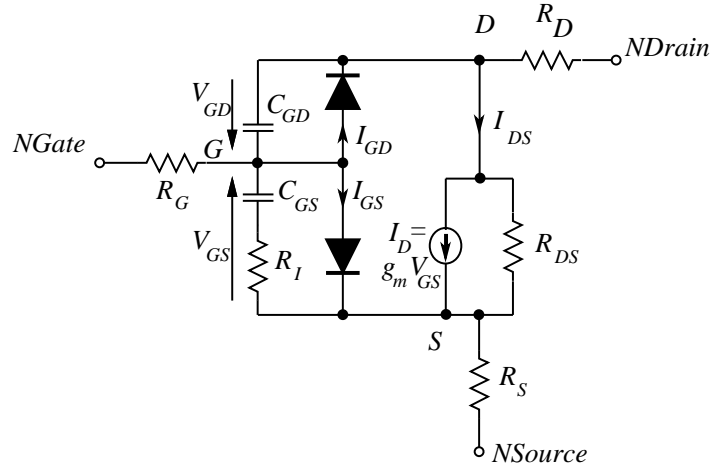 D
R_D
NDrain
V_GD
C_GD
I_GD
I_DS
NGate
G
R_G
C_GS
I_GS
V_GS
R_I
I_D=
g_m V_GS
R_DS
S
R_S
NSource